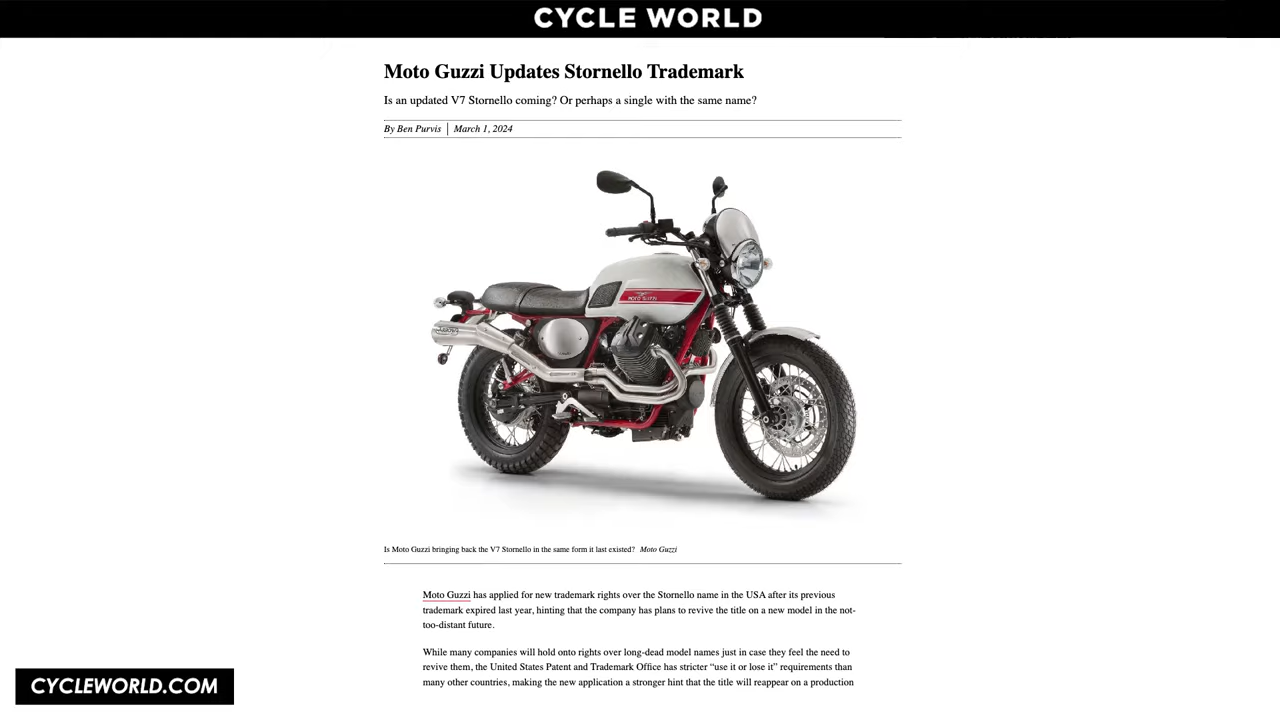 CYCLE WORLD
Moto Guzzi Updates Stornello Trademark
Is an updated V7 Stornello coming? Or perhaps a single with the same name?
By Ben Purvis | March 1, 2024
MOTO GUZZI
Is Moto Guzzi bringing back the V7 Stornello in the same form it last existed? Moto Guzzi
Moto Guzzi has applied for new trademark rights over the Stornello name in the USA after its previous
trademark expired last year, hinting that the company has plans to revive the title on a new model in the not-
too-distant future.
While many companies will hold onto rights over long-dead model names just in case they feel the need to
revive them, the United States Patent and Trademark Office has stricter “use it or lose it” requirements than
many other countries, making the new application a stronger hint that the title will reappear on a production
CYCLEWORLD.COM